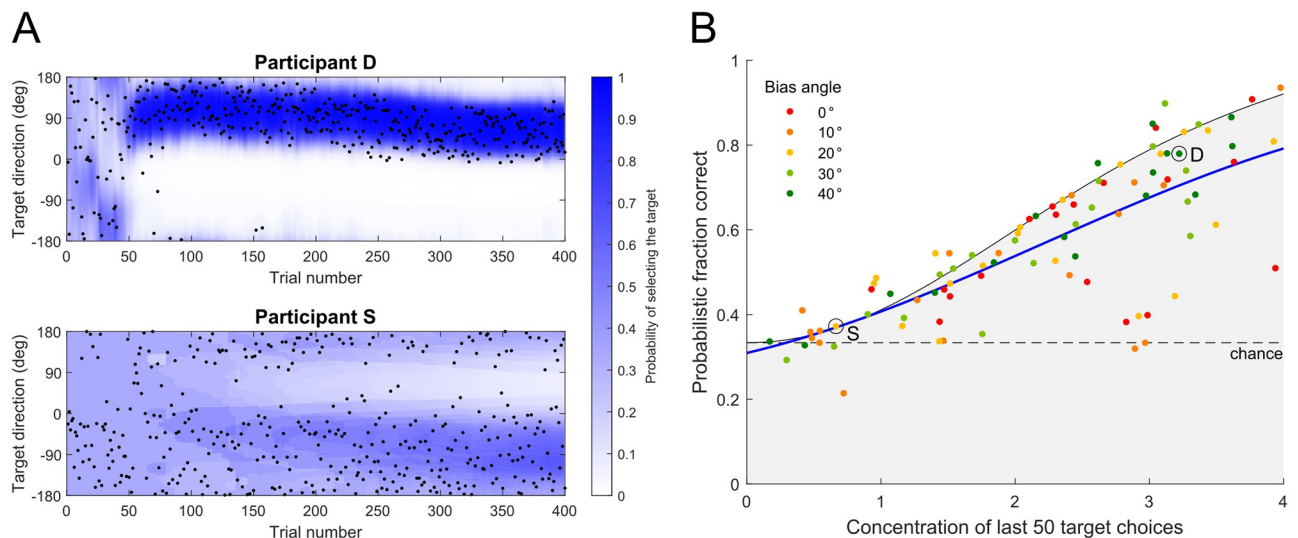 A
Participant D
Target direction (deg)
180
90
0
-90
-180
0 50 100 150 200 250 300 350 400
Trial number
Participant S
Target direction (deg)
180
90
0
-90
-180
0 50 100 150 200 250 300 350 400
Trial number
1
0.9
0.8
0.7
0.6
0.5
0.4
0.3
0.2
0.1
0
Probability of selecting the target
B
Probabilistic fraction correct
1
0.8
0.6
0.4
0.2
0
Bias angle
0°
10°
20°
30°
40°
D
S
chance
0 1 2 3 4
Concentration of last 50 target choices